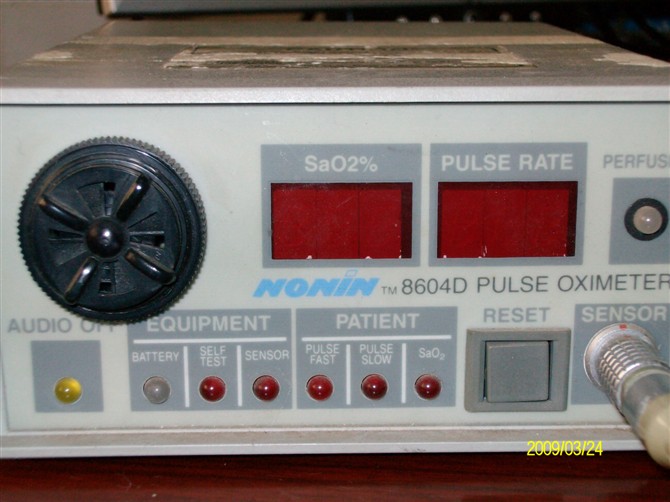 SaO2%
PULSE RATE
PERFUS
NONIN TM 8604D PULSE OXIMETER
AUDIO OFF
EQUIPMENT
PATIENT
RESET
SENSOR
BATTERY
SELF
TEST
SENSOR
PULSE
FAST
PULSE
SLOW
SaO2
2009/03/24